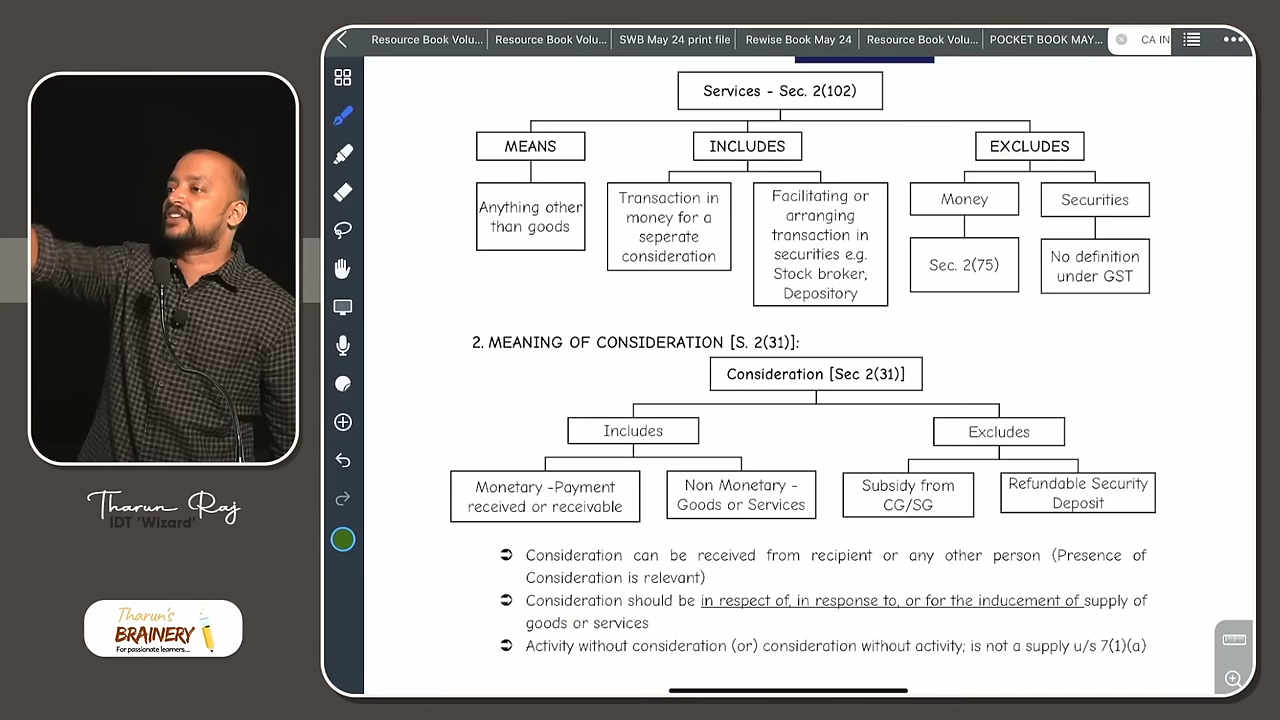 Resource Book Volu...
Resource Book Volu...
SWB May 24 print file
Rewise Book May 24
Resource Book Volu...
POCKET BOOK MAY...
CA IN
Services - Sec. 2(102)
MEANS
INCLUDES
EXCLUDES
Anything other
than goods
Transaction in
money for a
seperate
consideration
Facilitating or
arranging
transaction in
securities e.g.
Stock broker,
Depository
Money
Securities
Sec. 2(75)
No definition
under GST
2. MEANING OF CONSIDERATION [S. 2(31)]:
Consideration [Sec 2(31)]
Includes
Excludes
Monetary -Payment
received or receivable
Non Monetary -
Goods or Services
Subsidy from
CG/SG
Refundable Security
Deposit
Consideration can be received from recipient or any other person (Presence of
Consideration is relevant)
Consideration should be in respect of, in response to, or for the inducement of supply of
goods or services
Activity without consideration (or) consideration without activity; is not a supply u/s 7(1)(a)
Tharun Raj
IDT 'Wizard'
Tharun's
BRAINERY
For passionate learners...